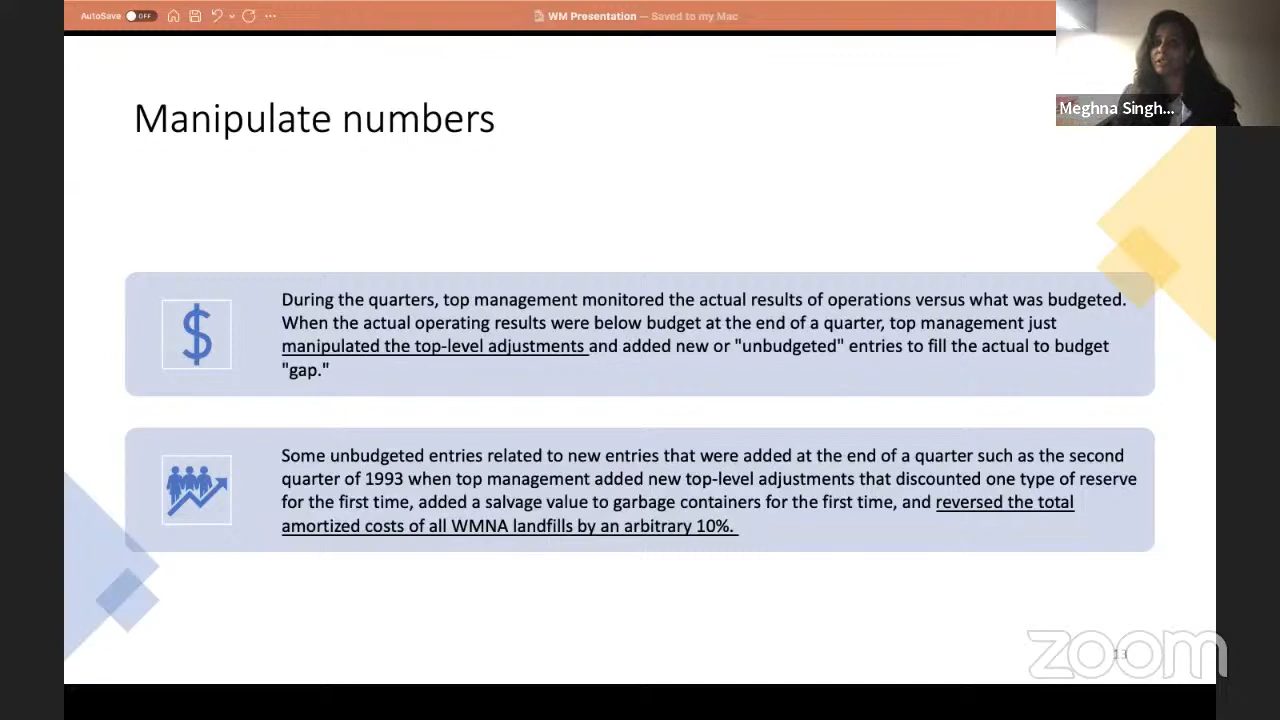 AutoSave OFF
WM Presentation — Saved to my Mac
Meghna Singh...
Manipulate numbers
During the quarters, top management monitored the actual results of operations versus what was budgeted.
When the actual operating results were below budget at the end of a quarter, top management just
manipulated the top-level adjustments and added new or "unbudgeted" entries to fill the actual to budget
"gap."
Some unbudgeted entries related to new entries that were added at the end of a quarter such as the second
quarter of 1993 when top management added new top-level adjustments that discounted one type of reserve
for the first time, added a salvage value to garbage containers for the first time, and reversed the total
amortized costs of all WMNA landfills by an arbitrary 10%.
13
zoom